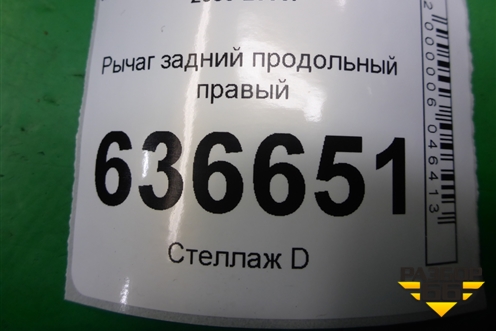 Рычаг задний продольный
правый
636651
Стеллаж D
2000006046413